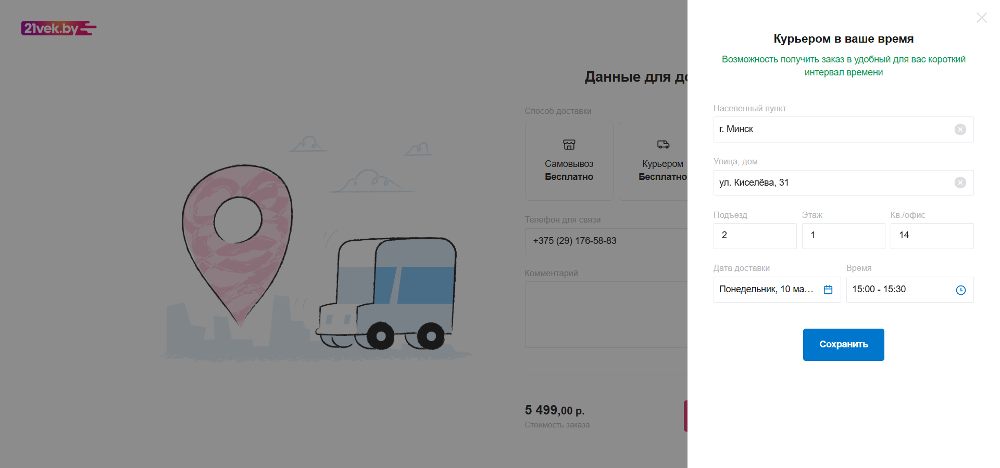 21vek.by
Данные для до
Способ доставки
Самовывоз
Бесплатно
Курьером
Бесплатно
Телефон для связи
+375 (29) 176-58-83
Комментарий
5 499,00 р.
Стоимость заказа
Курьером в ваше время
Возможность получить заказ в удобный для вас короткий
интервал времени
Населенный пункт
г. Минск
Улица, дом
ул. Киселёва, 31
Подъезд
Этаж
Кв./офис
2
1
14
Дата доставки
Время
Понедельник, 10 ма...
15:00 - 15:30
Сохранить